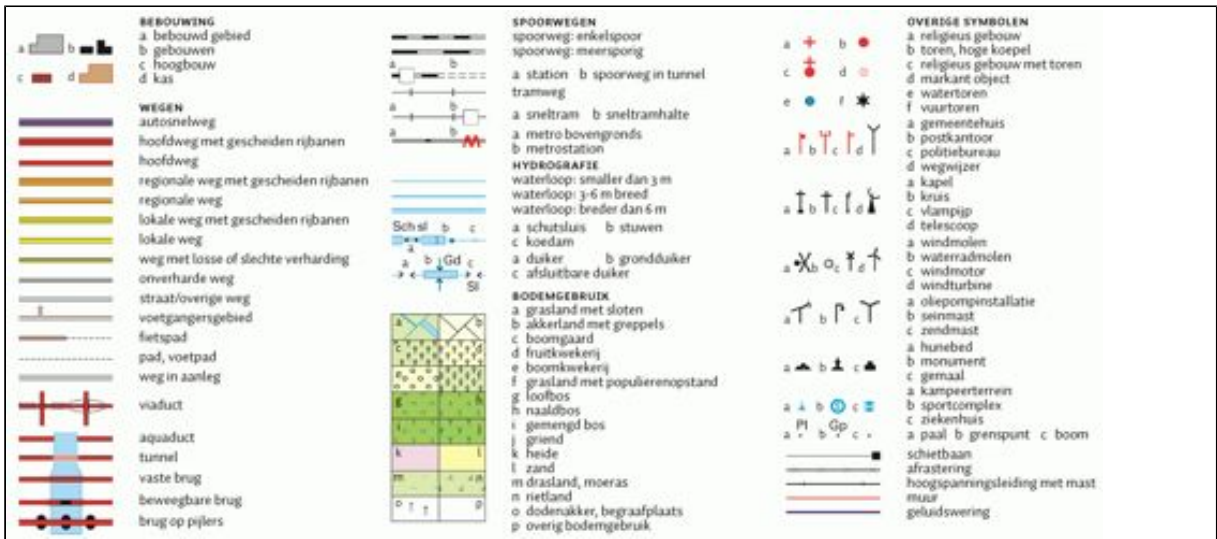 BEBOUWING
a bebouwd gebied
a b
b gebouwen
c hoogbouw
c d
d kas
WEGEN
autosnelweg
hoofdweg met gescheiden rijbanen
hoofdweg
regionale weg met gescheiden rijbanen
regionale weg
lokale weg met gescheiden rijbanen
lokale weg
weg met losse of slechte verharding
onverharde weg
straat/overige weg
voetgangersgebied
fietspad
pad, voetpad
weg in aanleg
viaduct
aquaduct
tunnel
vaste brug
beweegbare brug
brug op pijlers
SPOORWEGEN
spoorweg: enkelspoor
spoorweg: meersporig
a b
a station b spoorweg in tunnel
tramweg
a b
a sneltram b sneltramhalte
a b
a metro bovengronds
b metrostation
HYDROGRAFIE
waterloop: smaller dan 3 m
waterloop: 3-6 m breed
waterloop: breder dan 6 m
Sch sl b c
a
a schutsluis b stuwen
c koedam
a b Gd c
Sl
a duiker b grondduiker
c afsluitbare duiker
BODEMGEBRUIK
a b
a grasland met sloten
b akkerland met greppels
c d
c boomgaard
d fruitkwekerij
e f
e boomkwekerij
f grasland met populierenopstand
g h
g loofbos
h naaldbos
i j
i gemengd bos
j griend
k l
k heide
l zand
m n
m drasland, moeras
n rietland
o p
o dodenakker, begraafplaats
p overig bodemgebruik
OVERIGE SYMBOLEN
a b
a religieus gebouw
b toren, hoge koepel
c d
c religieus gebouw met toren
d markant object
e f
e watertoren
f vuurtoren
a b c d
a gemeentehuis
b postkantoor
c politiebureau
d wegwijzer
a b c d
a kapel
b kruis
c vlampijp
d telescoop
a b c d
a windmolen
b waterradmolen
c windmotor
d windturbine
a b c
a oliepompinstallatie
b seinmast
c zendmast
a b c
a hunebed
b monument
c gemaal
a b c
a kampeerterrein
b sportcomplex
c ziekenhuis
Pl Gp
a b c
a paal b grenspunt c boom
schietbaan
afrastering
hoogspanningsleiding met mast
muur
geluidswering